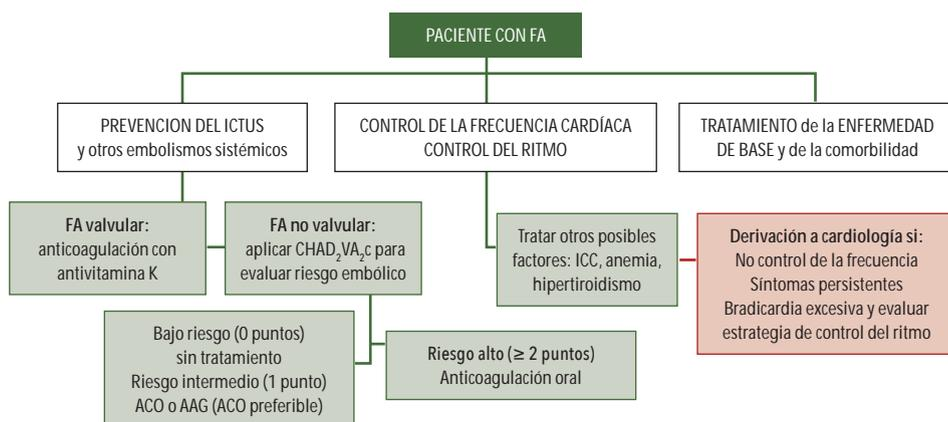 PACIENTE CON FA
PREVENCION DEL ICTUS
y otros embolismos sistémicos
CONTROL DE LA FRECUENCIA CARDÍACA
CONTROL DEL RITMO
TRATAMIENTO de la ENFERMEDAD
DE BASE y de la comorbilidad
FA valvular:
anticoagulación con
antivitamina K
FA no valvular:
aplicar CHAD₂VA₂c para
evaluar riesgo embólico
Tratar otros posibles
factores: ICC, anemia,
hipertiroidismo
Derivación a cardiología si:
No control de la frecuencia
Síntomas persistentes
Bradicardia excesiva y evaluar
estrategia de control del ritmo
Bajo riesgo (0 puntos)
sin tratamiento
Riesgo intermedio (1 punto)
ACO o AAG (ACO preferible)
Riesgo alto (≥ 2 puntos)
Anticoagulación oral